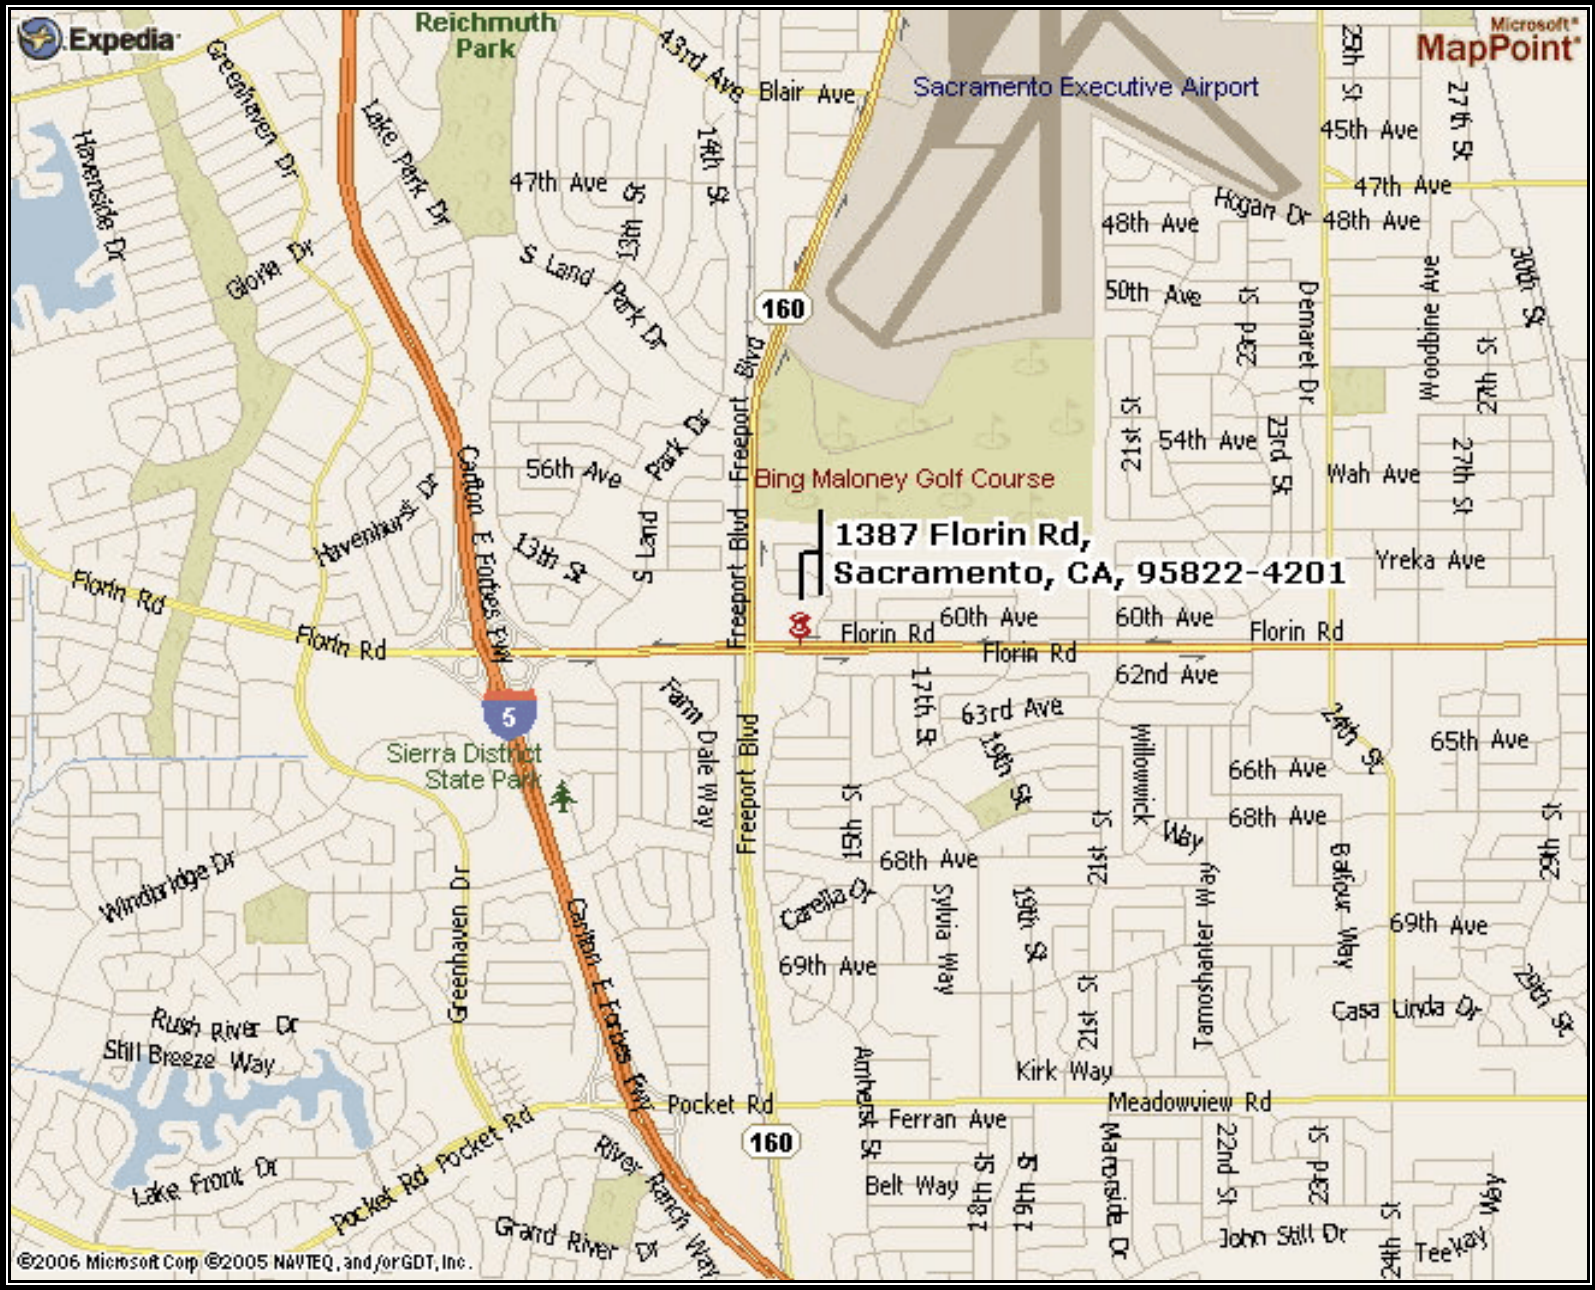 Expedia
Reichmuth
Park
Microsoft®
MapPoint®
43rd Ave
Blair Ave
Sacramento Executive Airport
25th St
27th St
45th Ave
Greenhaven Dr
Lake Park Dr
Havenside Dr
14th St
47th Ave
13th St
47th Ave
Hogan Dr
48th Ave
48th Ave
Gloria Dr
S Land Park Dr
30th St
50th Ave
23rd St
Demaret Dr
Woodbine Ave
27th St
160
Freeport Blvd
Freeport Blvd
21st St
54th Ave
23rd St
Park Dr
56th Ave
Bing Maloney Golf Course
Wah Ave
27th St
Carlton E Forbes Fwy
Havenhurst Dr
13th St
S Land
1387 Florin Rd,
Sacramento, CA, 95822-4201
Yreka Ave
Florin Rd
60th Ave
60th Ave
Florin Rd
Florin Rd
Florin Rd
Florin Rd
62nd Ave
17th St
63rd Ave
Farm Dale Way
5
Sierra District
State Park
Freeport Blvd
19th St
Willowwick Way
24th St
65th Ave
66th Ave
15th St
21st St
68th Ave
29th St
68th Ave
Windbridge Dr
Greenhaven Dr
Carella Dr
Sylvia Way
19th St
Tamoshanter Way
Balfour Way
69th Ave
69th Ave
Carlton E Forbes Fwy
21st St
Casa Linda Dr
29th St
Rush River Dr
Still Breeze Way
Amherst St
Kirk Way
Pocket Rd
Meadowview Rd
Ferran Ave
Pocket Rd
160
River Ranch Way
Manorside Dr
22nd St
23rd St
Lake Front Dr
Pocket Rd
Belt Way
18th St
19th St
Grand River Dr
John Still Dr
24th St
Teekay Way
©2006 Microsoft Corp ©2005 NAVTEQ, and/or GDT, Inc.